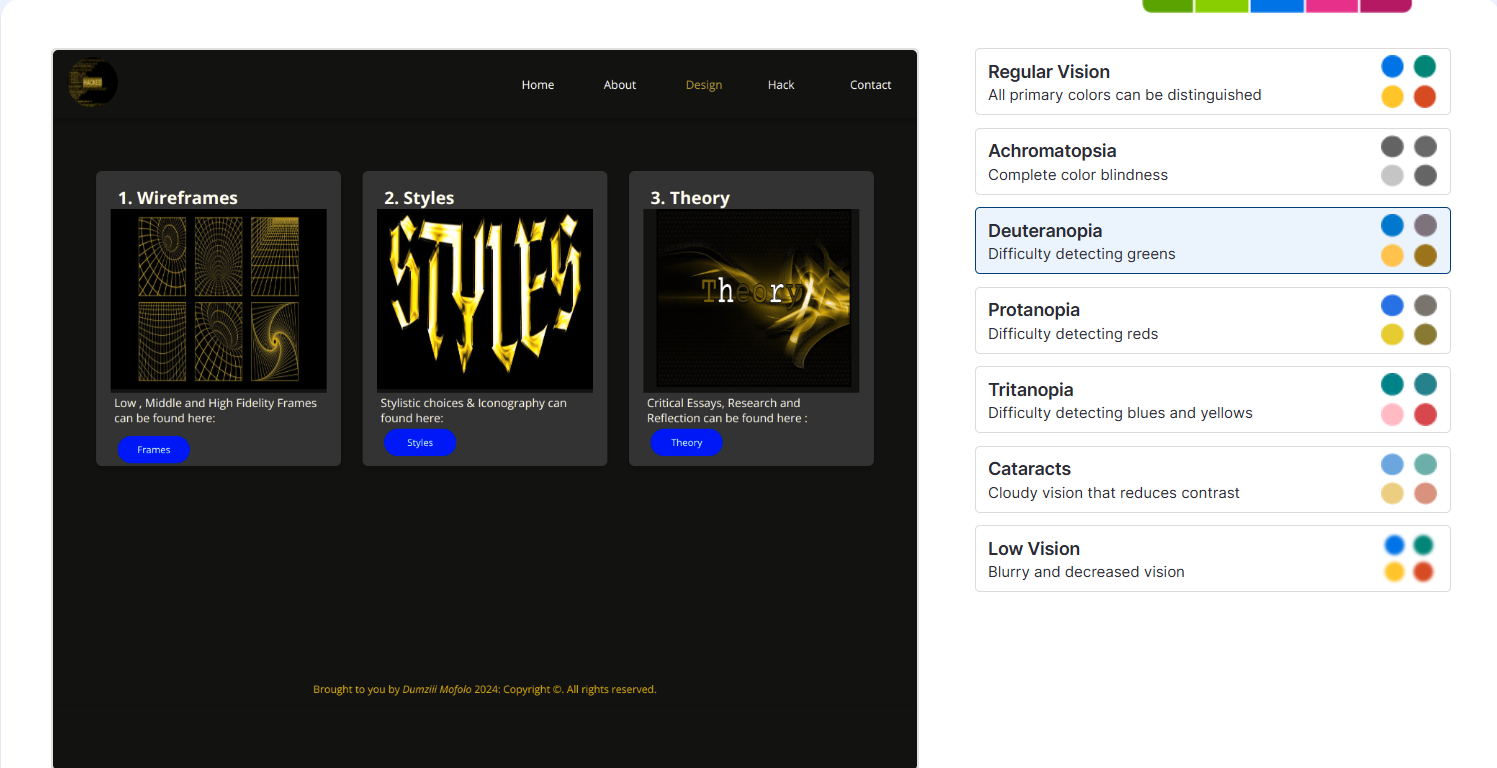 HACKED
Home About Design Hack Contact
1. Wireframes
Low , Middle and High Fidelity Frames
can be found here:
Frames
2. Styles
STYLES
Stylistic choices & Iconography can
found here:
Styles
3. Theory
Theory
Critical Essays, Research and
Reflection can be found here :
Theory
Brought to you by Dumziii Mofolo 2024: Copyright ©. All rights reserved.
Regular Vision
All primary colors can be distinguished
Achromatopsia
Complete color blindness
Deuteranopia
Difficulty detecting greens
Protanopia
Difficulty detecting reds
Tritanopia
Difficulty detecting blues and yellows
Cataracts
Cloudy vision that reduces contrast
Low Vision
Blurry and decreased vision